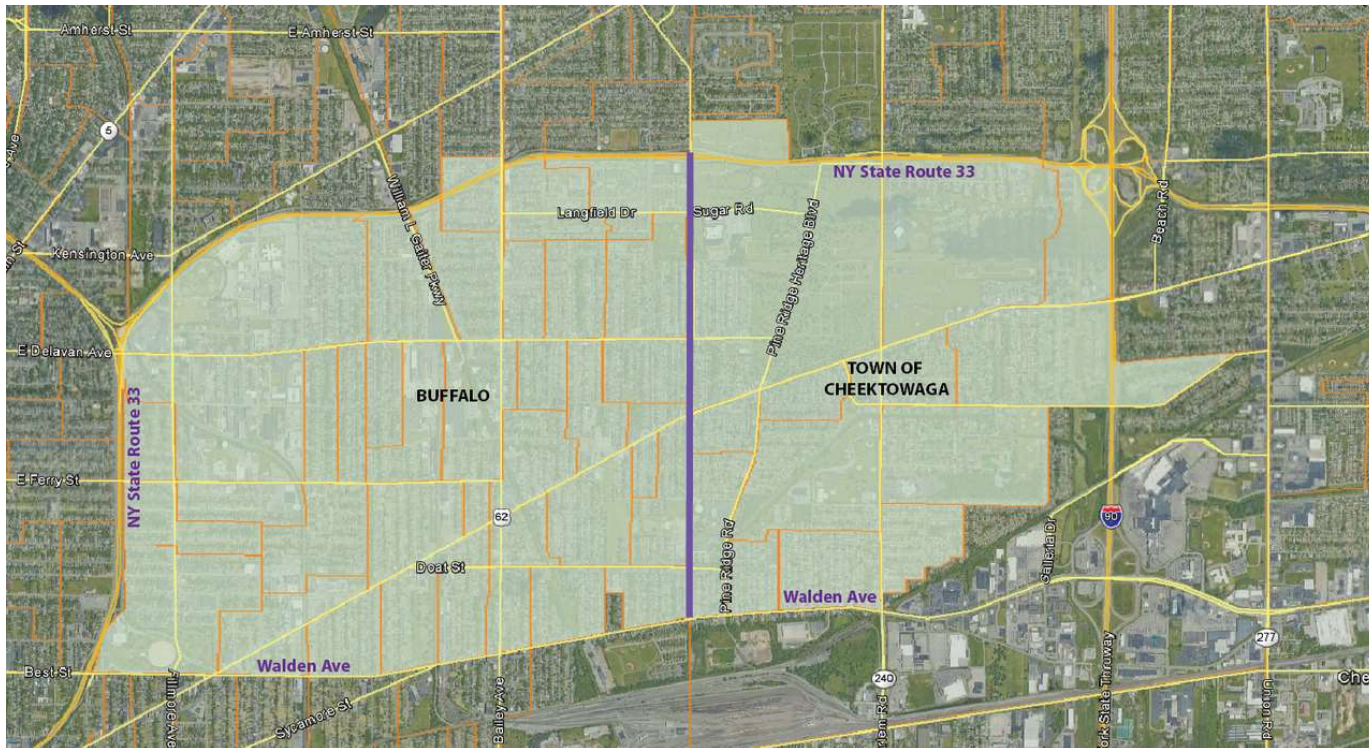 Amherst St
E Amherst St
5
William L Gaiter Pkwy
NY State Route 33
Langfield Dr
Sugar Rd
Pine Ridge Heritage Blvd
Beach Rd
Kensington Ave
E Delavan Ave
BUFFALO
TOWN OF
CHEEKTOWAGA
NY State Route 33
E Ferry St
62
90
Doat St
Pine Ridge Rd
Galleria Dr
Walden Ave
277
Walden Ave
Best St
Fillmore Ave
Sycamore St
Bailey Ave
240
Union Rd